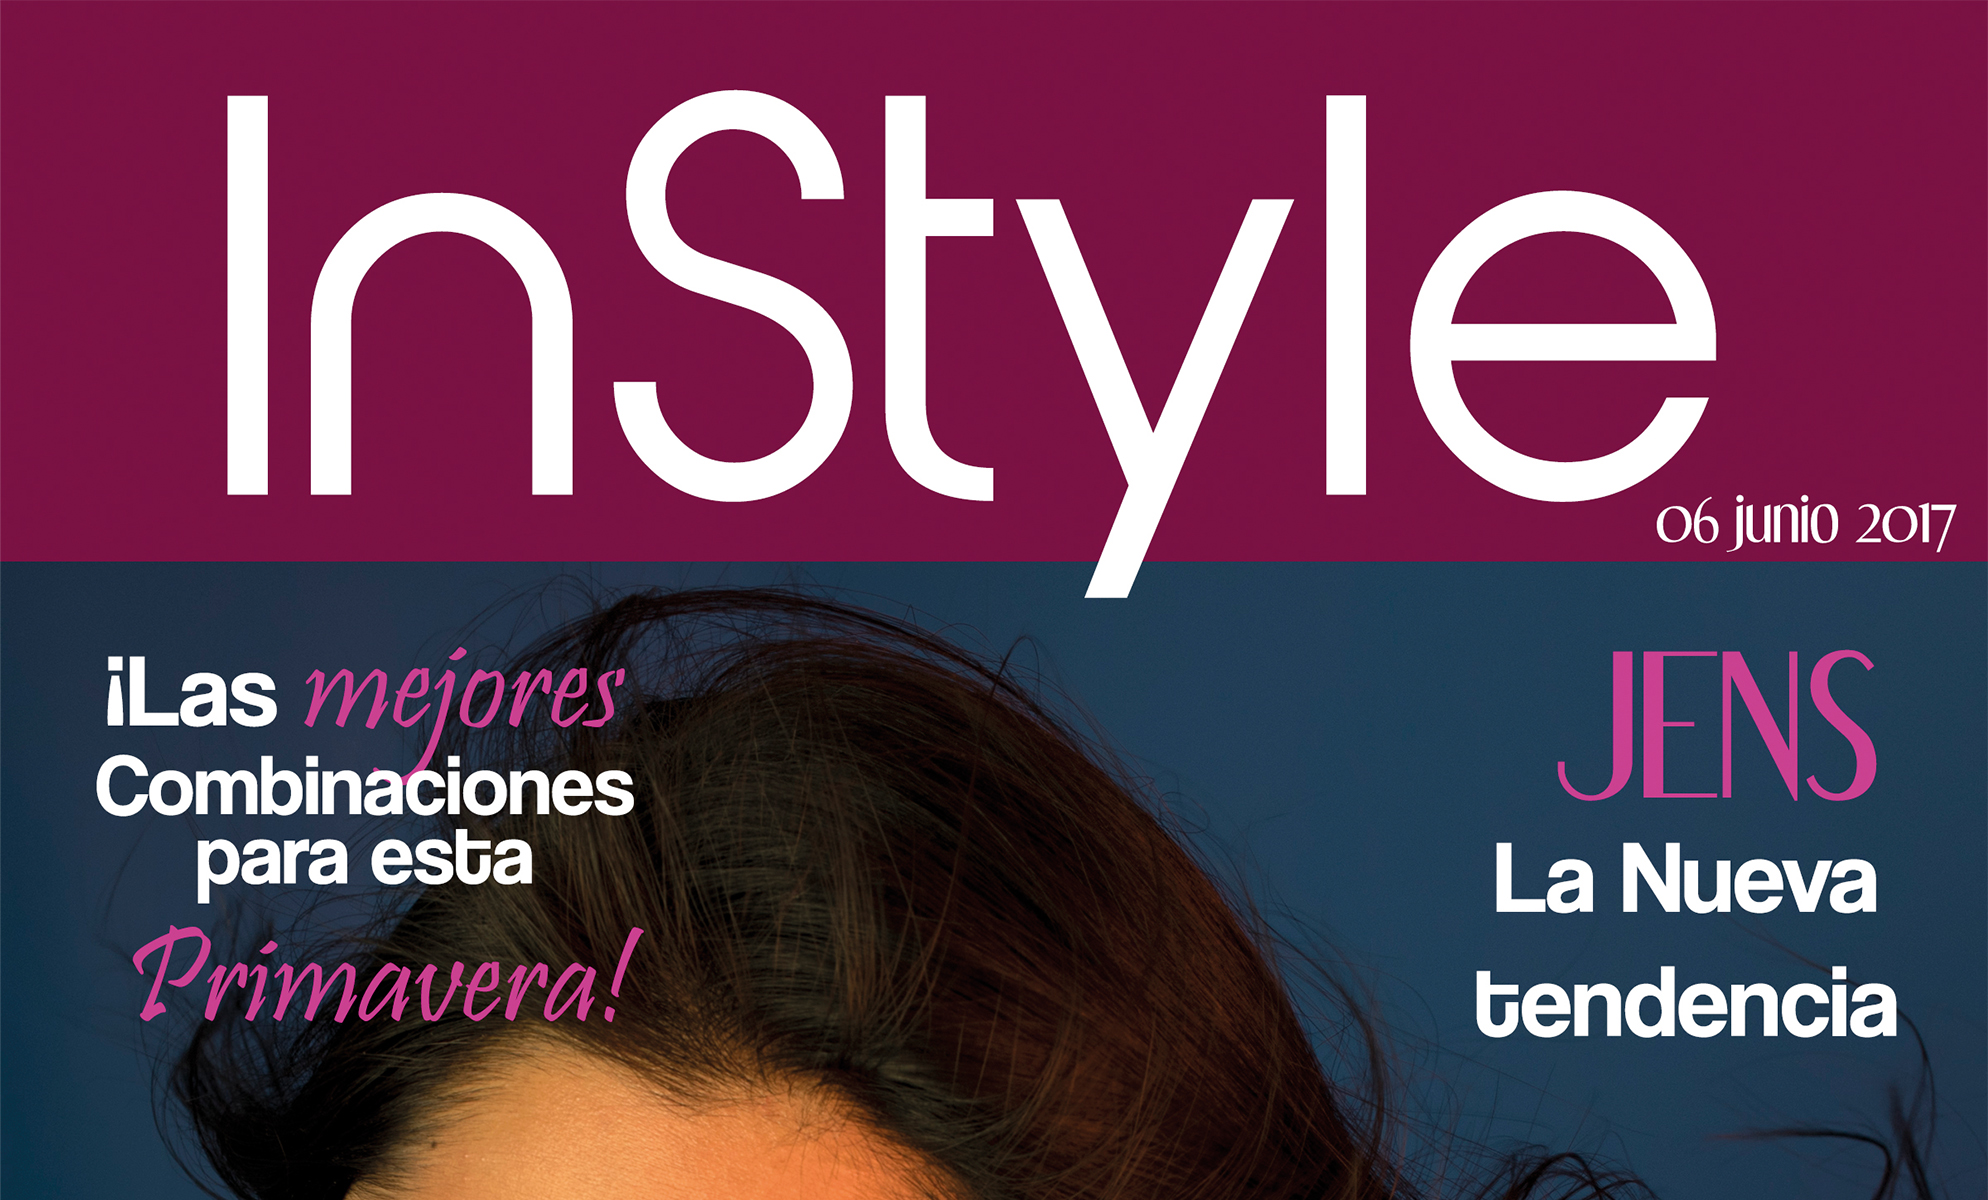 InStyle
06 junio 2017
¡Las mejores
Combinaciones
para esta
Primavera!
JENS
La Nueva
tendencia